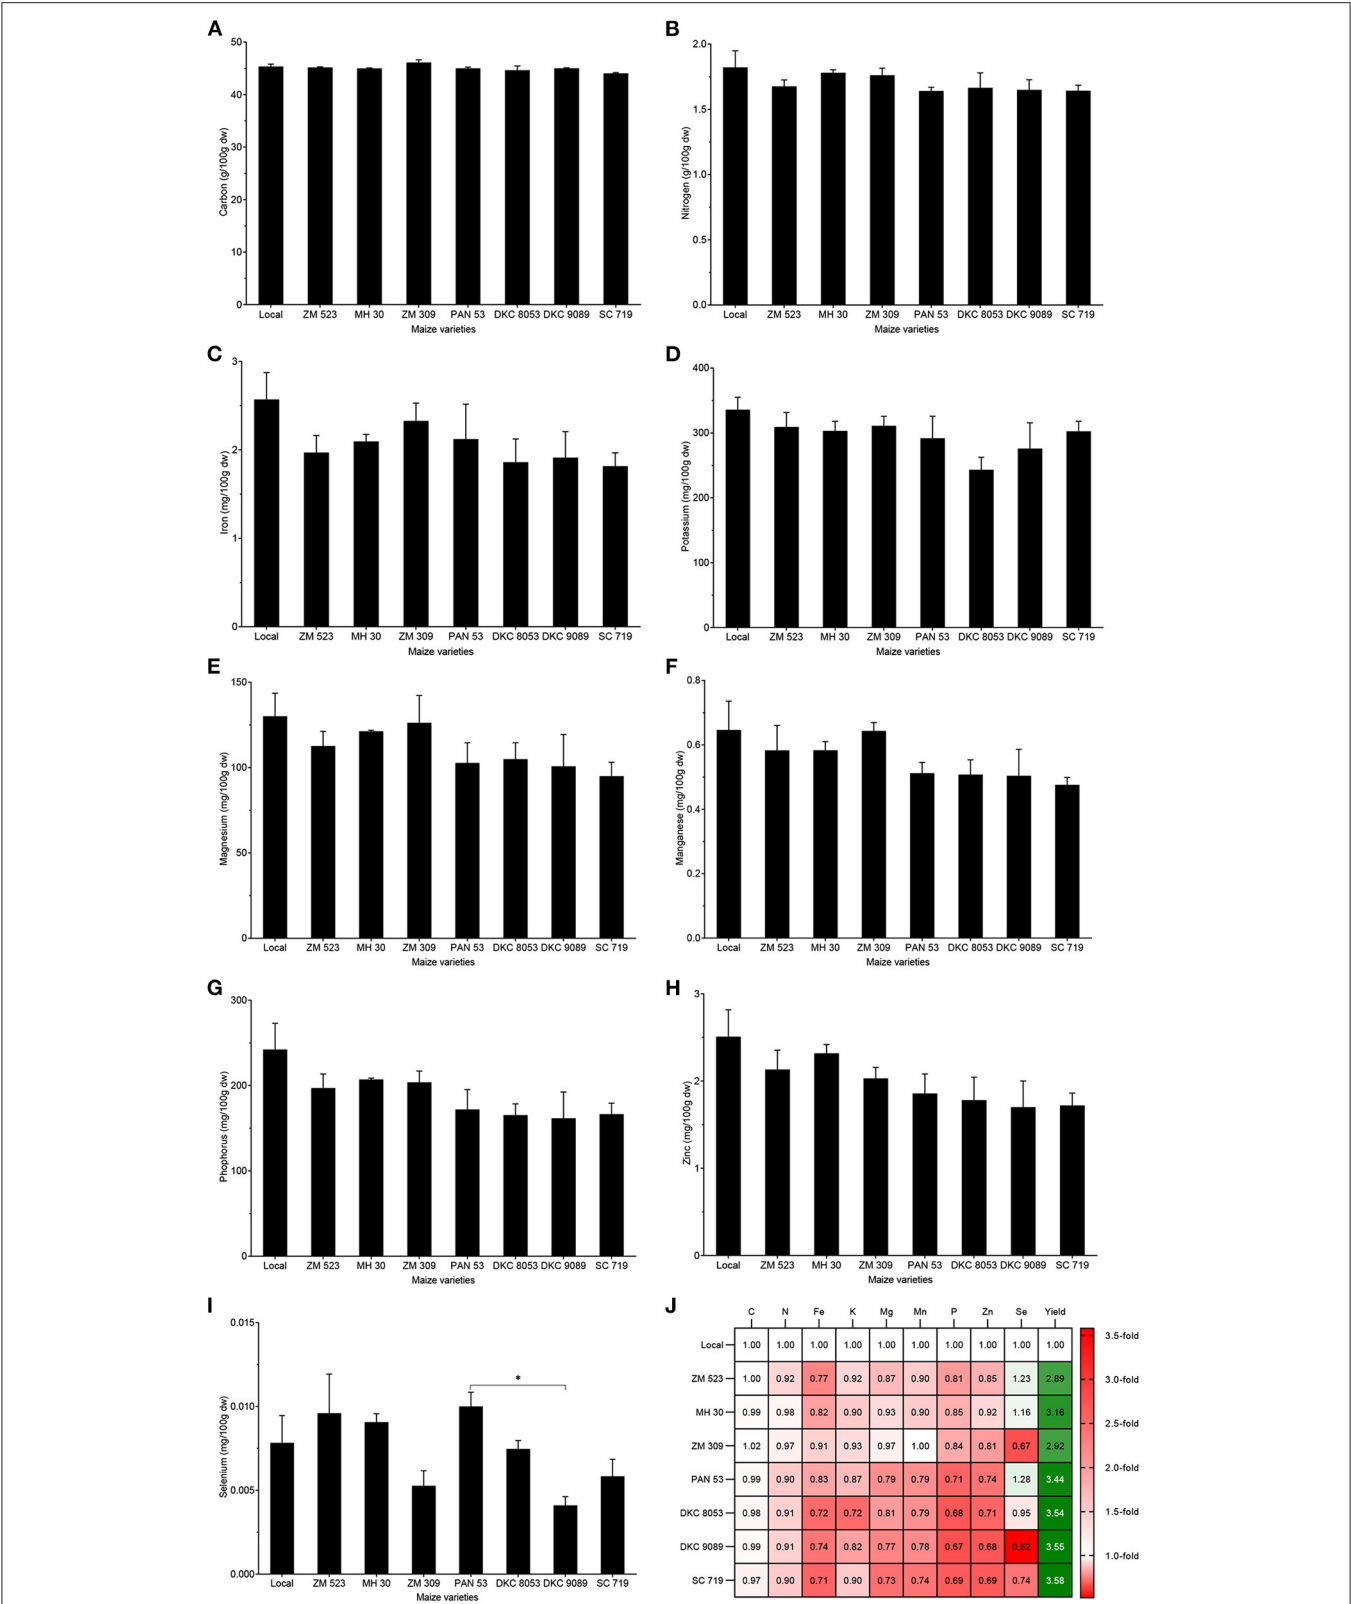 A
50
40
30
20
10
0
Carbon (g/100g dw)
Local ZM 523 MH 30 ZM 309 PAN 53 DKC 8053 DKC 9089 SC 719
Maize varieties
B
2.0
1.5
1.0
0.5
0.0
Nitrogen (g/100g dw)
Local ZM 523 MH 30 ZM 309 PAN 53 DKC 8053 DKC 9089 SC 719
Maize varieties
C
3
2
1
0
Iron (mg/100g dw)
Local ZM 523 MH 30 ZM 309 PAN 53 DKC 8053 DKC 9089 SC 719
Maize varieties
D
400
300
200
100
0
Potassium (mg/100g dw)
Local ZM 523 MH 30 ZM 309 PAN 53 DKC 8053 DKC 9089 SC 719
Maize varieties
E
150
100
50
0
Magnesium (mg/100g dw)
Local ZM 523 MH 30 ZM 309 PAN 53 DKC 8053 DKC 9089 SC 719
Maize varieties
F
0.8
0.6
0.4
0.2
0.0
Manganese (mg/100g dw)
Local ZM 523 MH 30 ZM 309 PAN 53 DKC 8053 DKC 9089 SC 719
Maize varieties
G
300
200
100
0
Phophorus (mg/100g dw)
Local ZM 523 MH 30 ZM 309 PAN 53 DKC 8053 DKC 9089 SC 719
Maize varieties
H
3
2
1
0
Zinc (mg/100g dw)
Local ZM 523 MH 30 ZM 309 PAN 53 DKC 8053 DKC 9089 SC 719
Maize varieties
I
0.015
0.010
0.005
0.000
Selenium (mg/100g dw)
*
Local ZM 523 MH 30 ZM 309 PAN 53 DKC 8053 DKC 9089 SC 719
Maize varieties
J
C N Fe K Mg Mn P Zn Se Yield
Local 1.00 1.00 1.00 1.00 1.00 1.00 1.00 1.00 1.00 1.00
ZM 523 1.00 0.92 0.77 0.92 0.87 0.90 0.81 0.85 1.23 2.89
MH 30 0.99 0.98 0.82 0.90 0.93 0.90 0.85 0.92 1.16 3.16
ZM 309 1.02 0.97 0.91 0.93 0.97 1.00 0.84 0.81 0.67 2.92
PAN 53 0.99 0.90 0.83 0.87 0.79 0.79 0.71 0.74 1.28 3.44
DKC 8053 0.98 0.91 0.72 0.72 0.81 0.79 0.68 0.71 0.95 3.54
DKC 9089 0.99 0.91 0.74 0.82 0.77 0.78 0.67 0.68 0.52 3.55
SC 719 0.97 0.90 0.71 0.90 0.73 0.74 0.69 0.69 0.74 3.58
3.5-fold
3.0-fold
2.5-fold
2.0-fold
1.5-fold
1.0-fold